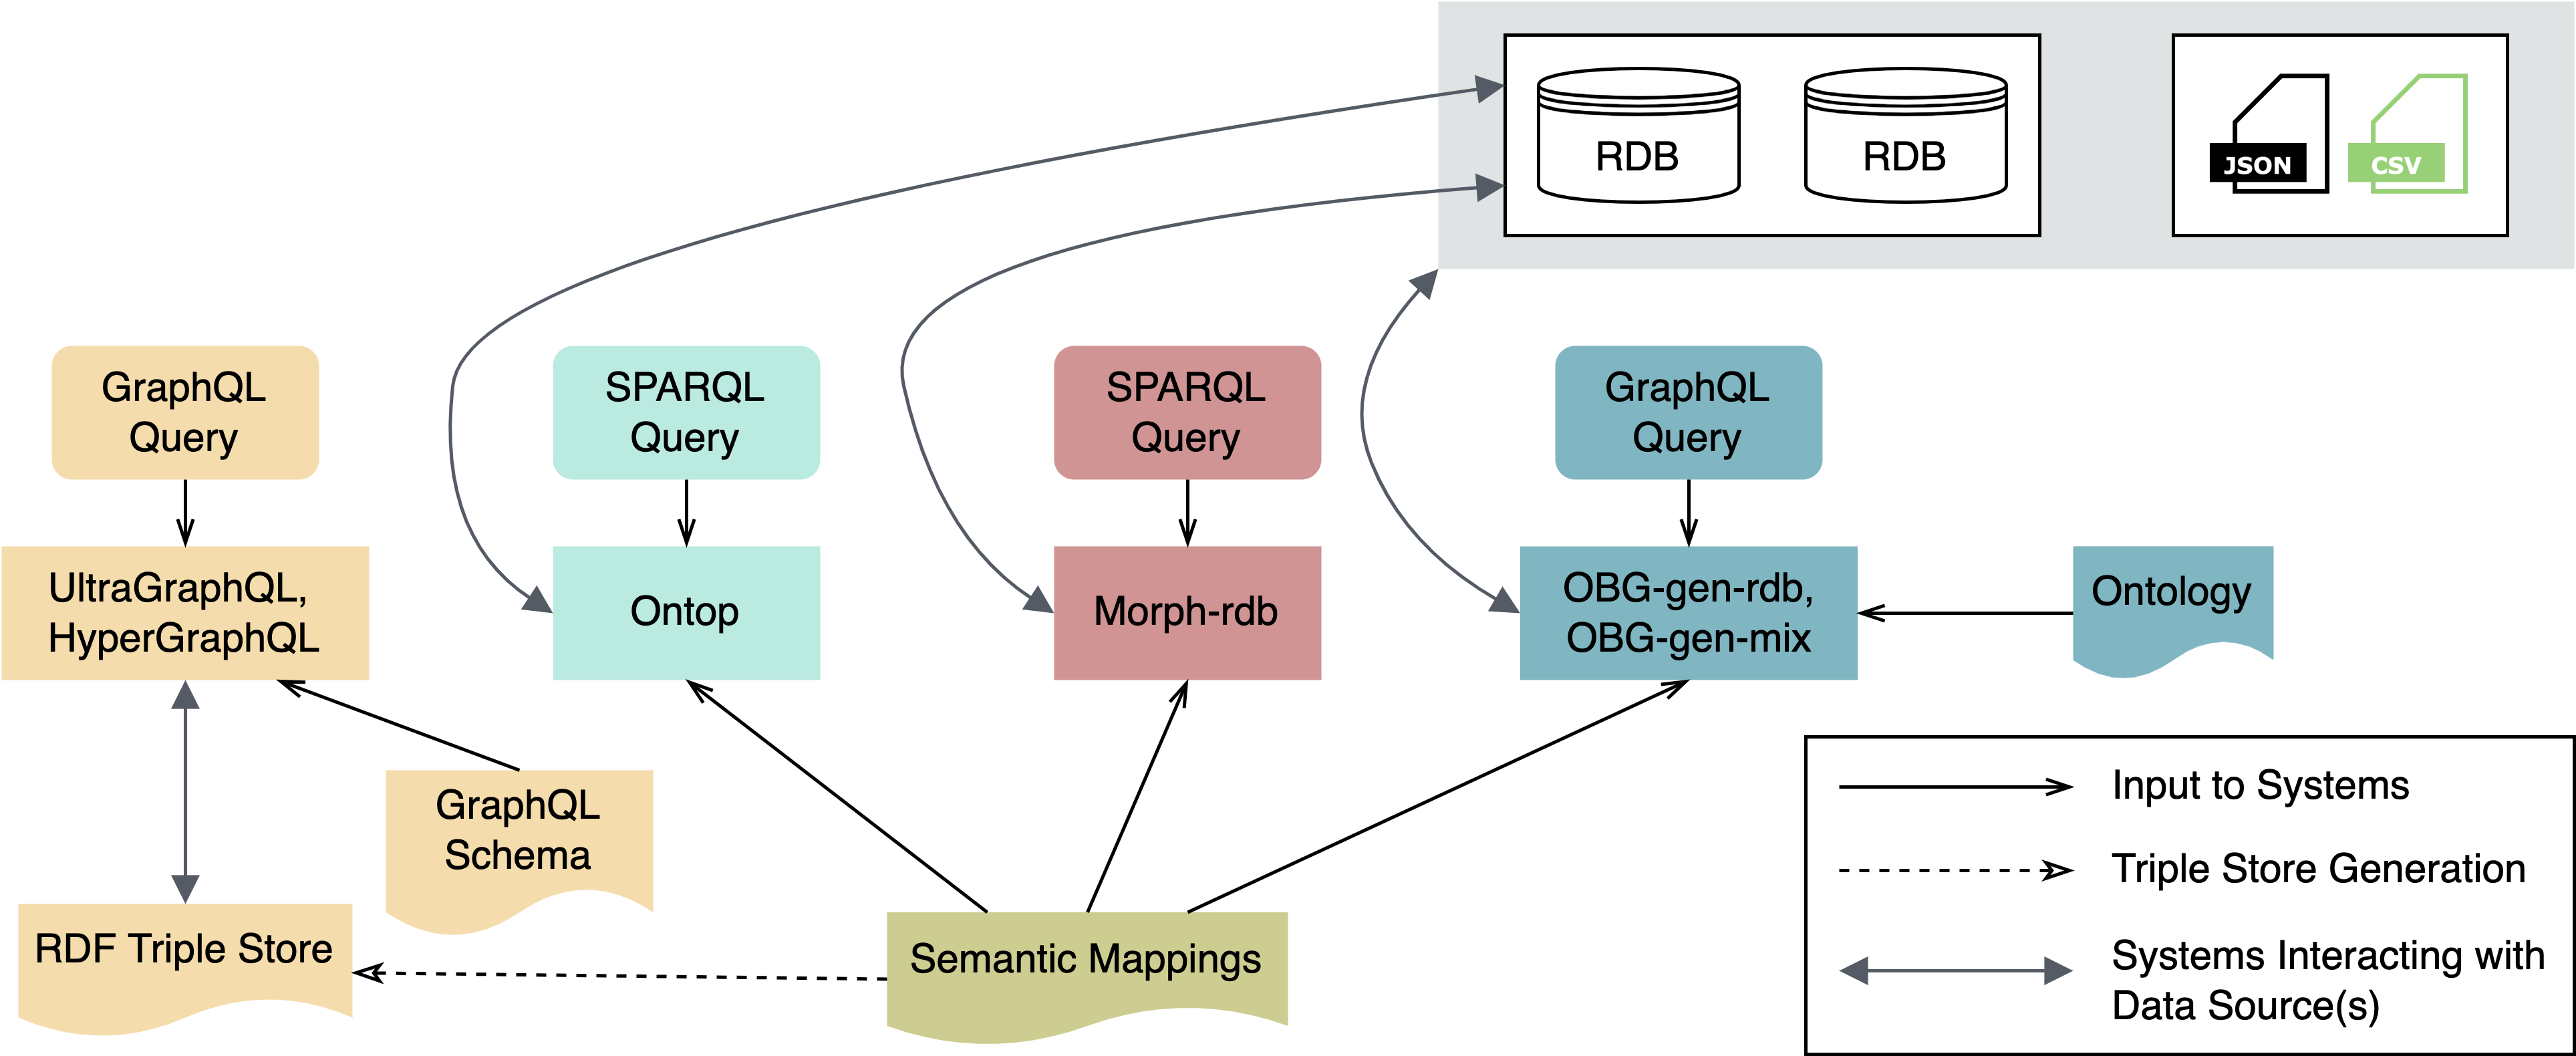 RDB
RDB
JSON
CSV
GraphQL
Query
SPARQL
Query
SPARQL
Query
GraphQL
Query
UltraGraphQL,
HyperGraphQL
Ontop
Morph-rdb
OBG-gen-rdb,
OBG-gen-mix
Ontology
GraphQL
Schema
RDF Triple Store
Semantic Mappings
Input to Systems
Triple Store Generation
Systems Interacting with
Data Source(s)